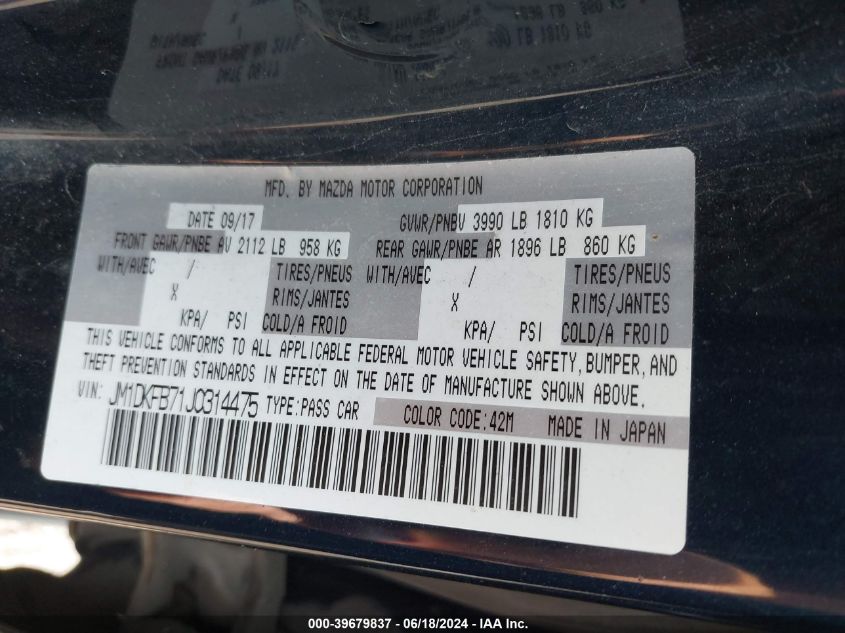 MFD. BY MAZDA MOTOR CORPORATION
DATE 09/17 GVWR/PNBV 3990 LB 1810 KG
FRONT GAWR/PNBE AV 2112 LB 958 KG REAR GAWR/PNBE AR 1896 LB 860 KG
WITH/AVEC / TIRES/PNEUS WITH/AVEC / TIRES/PNEUS
X RIMS/JANTES X RIMS/JANTES
KPA/ PSI COLD/A FROID KPA/ PSI COLD/A FROID
THIS VEHICLE CONFORMS TO ALL APPLICABLE FEDERAL MOTOR VEHICLE SAFETY, BUMPER, AND
THEFT PREVENTION STANDARDS IN EFFECT ON THE DATE OF MANUFACTURE SHOWN ABOVE.
VIN: JM1DKFB71J0314475 TYPE:PASS CAR COLOR CODE:42M MADE IN JAPAN
000-39679837 - 06/18/2024 - IAA Inc.